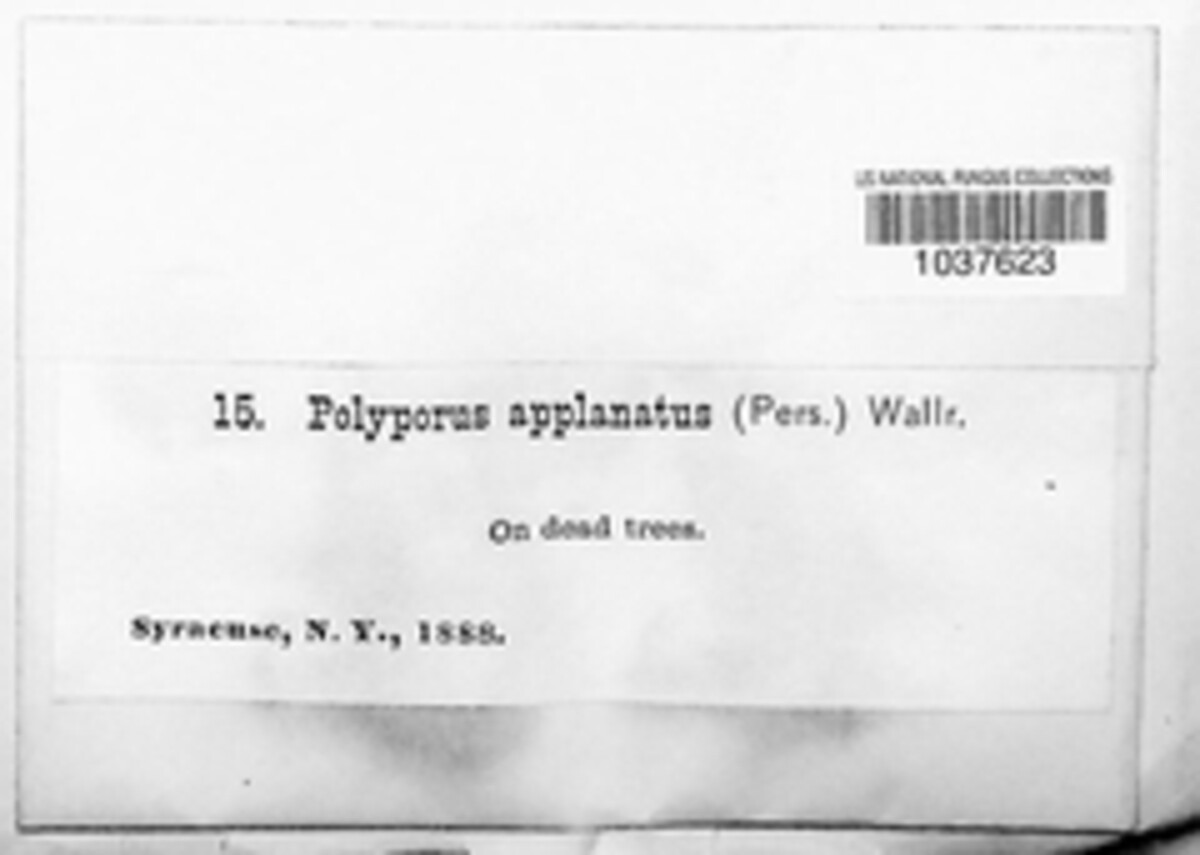 US NATIONAL FUNGUS COLLECTIONS
1037623
15. Polyporus applanatus (Pers.) Wallr.
On dead trees.
Syracuse, N. Y., 1888.